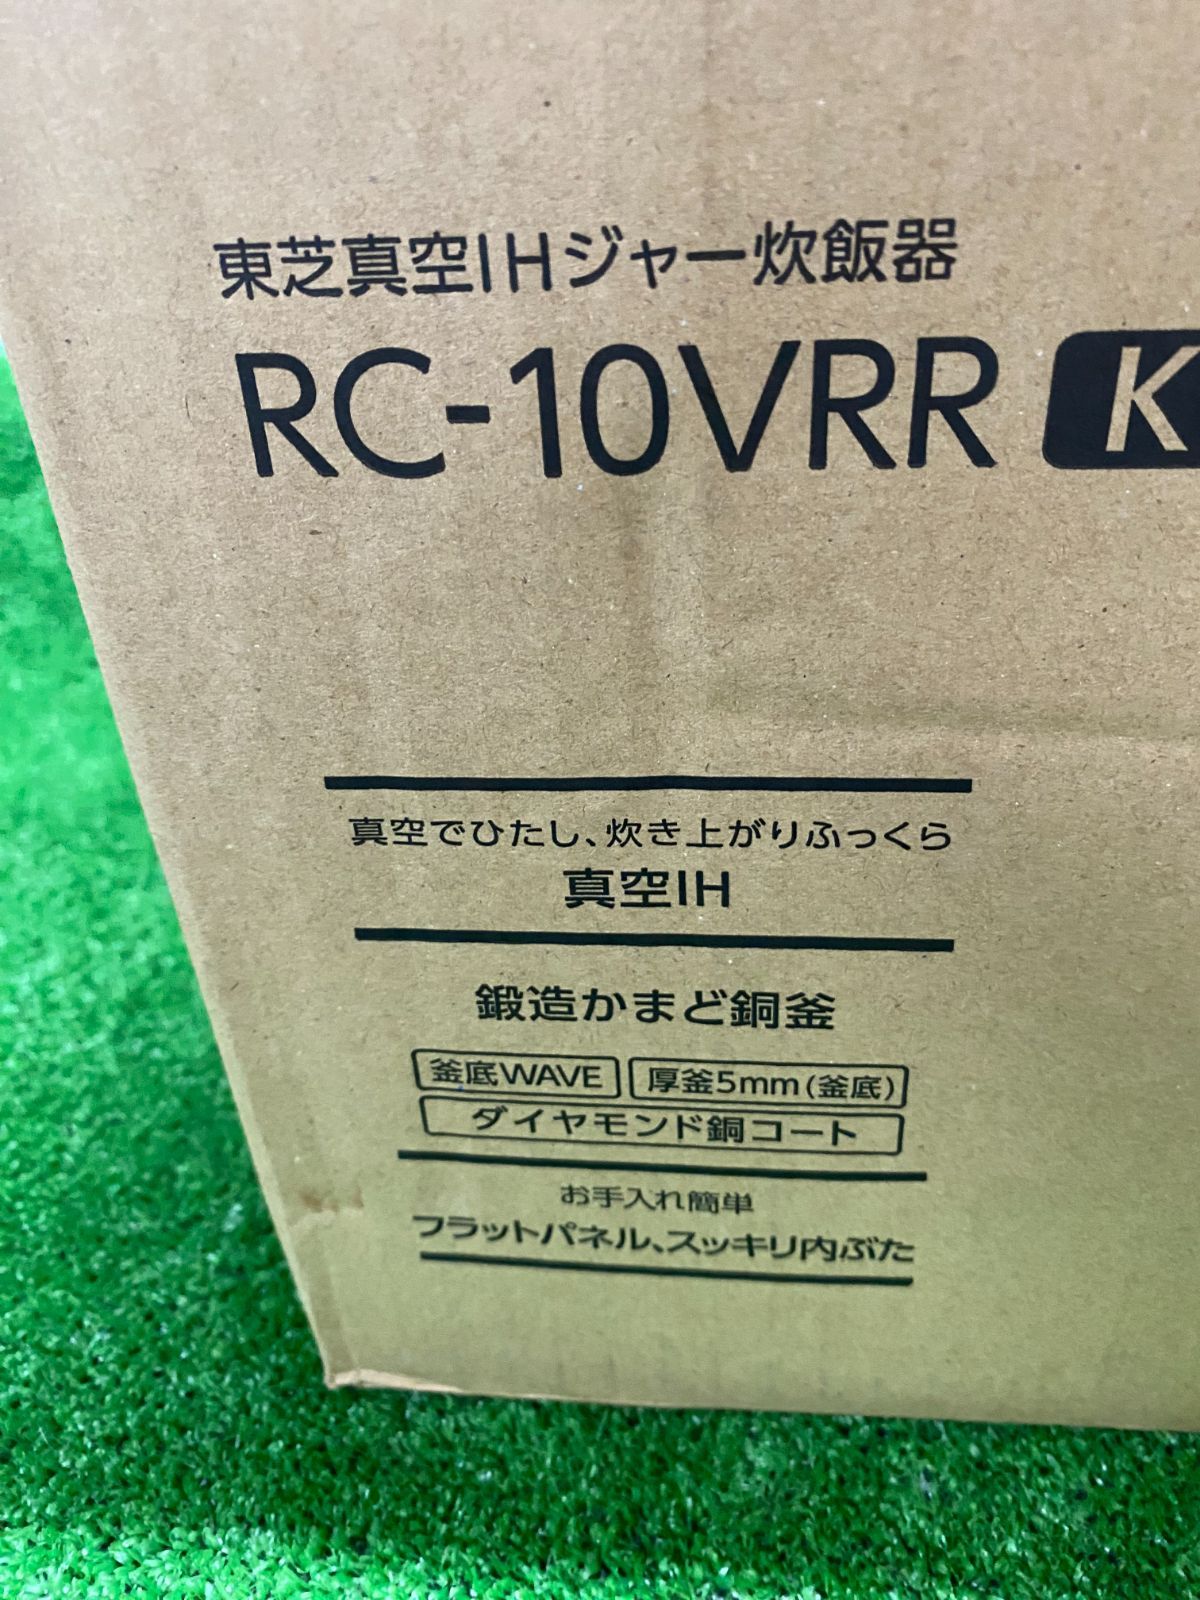 東芝真空IHジャー炊飯器
RC-10VRR K
真空でひたし、炊き上がりふっくら
真空IH
鍛造かまど銅釜
釜底WAVE 厚釜5mm(釜底)
ダイヤモンド銅コート
お手入れ簡単
フラットパネル、スッキリ内ぶた